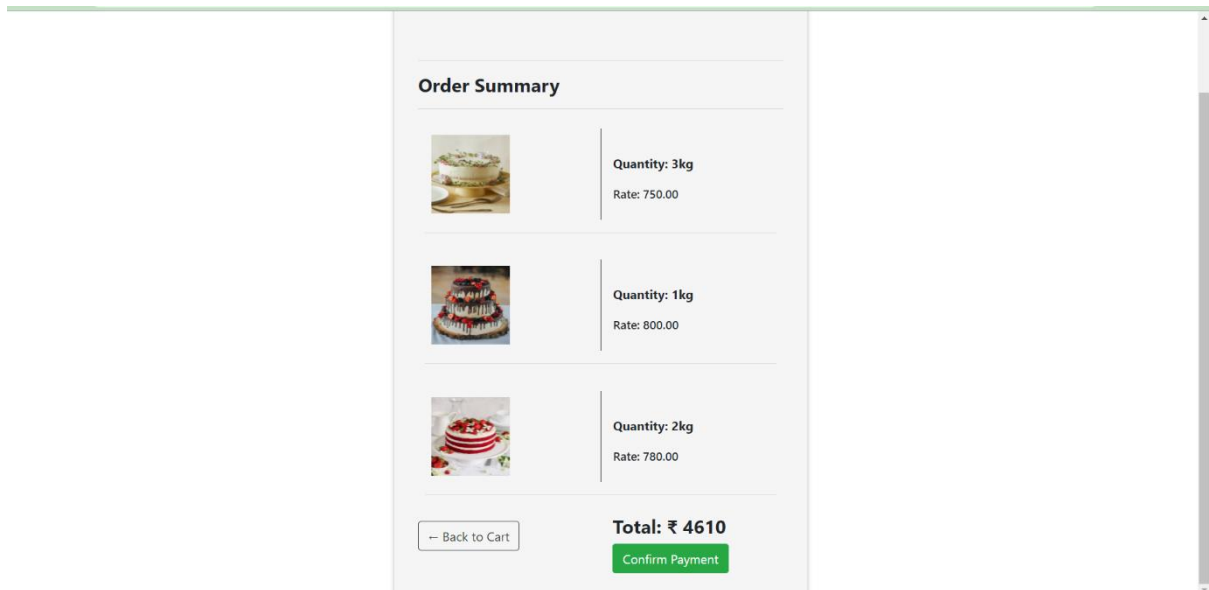 Order Summary
Quantity: 3kg
Rate: 750.00
Quantity: 1kg
Rate: 800.00
Quantity: 2kg
Rate: 780.00
← Back to Cart
Total: ₹ 4610
Confirm Payment